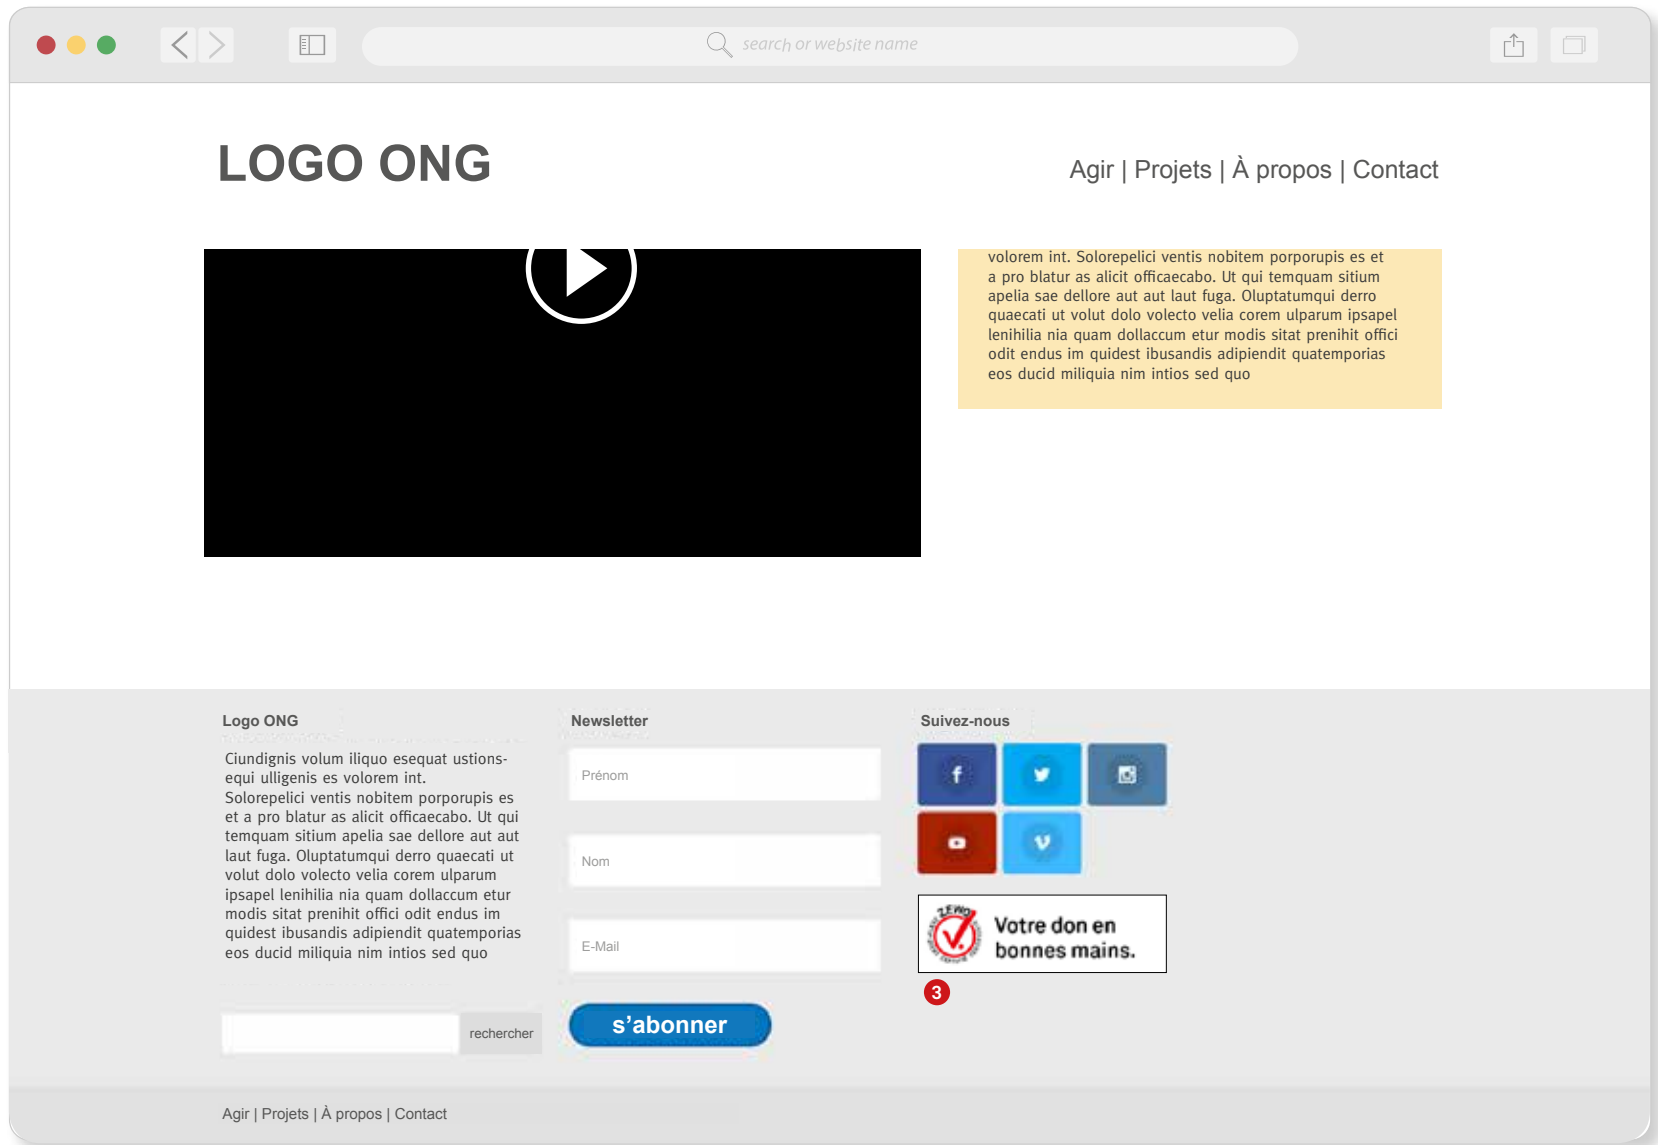 search or website name
LOGO ONG
Agir | Projets | À propos | Contact
volorem int. Solorepelici ventis nobitem porporupis es et
a pro blatur as alicit officaecabo. Ut qui temquam sitium
apelia sae dellore aut aut laut fuga. Oluptatumqui derro
quaecati ut volut dolo volecto velia corem ulparum ipsapel
lenihilia nia quam dollaccum etur modis sitat prenihit offici
odit endus im quidest ibusandis adipiendit quatemporias
eos ducid miliquia nim intios sed quo
Logo ONG
Ciundignis volum iliquo esequat ustions-
equi ulligenis es volorem int.
Solorepelici ventis nobitem porporupis es
et a pro blatur as alicit officaecabo. Ut qui
temquam sitium apelia sae dellore aut aut
laut fuga. Oluptatumqui derro quaecati ut
volut dolo volecto velia corem ulparum
ipsapel lenihilia nia quam dollaccum etur
modis sitat prenihit offici odit endus im
quidest ibusandis adipiendit quatemporias
eos ducid miliquia nim intios sed quo
rechercher
Newsletter
Prénom
Nom
E-Mail
s’abonner
Suivez-nous
ZEWO
Votre don en
bonnes mains.
3
Agir | Projets | À propos | Contact